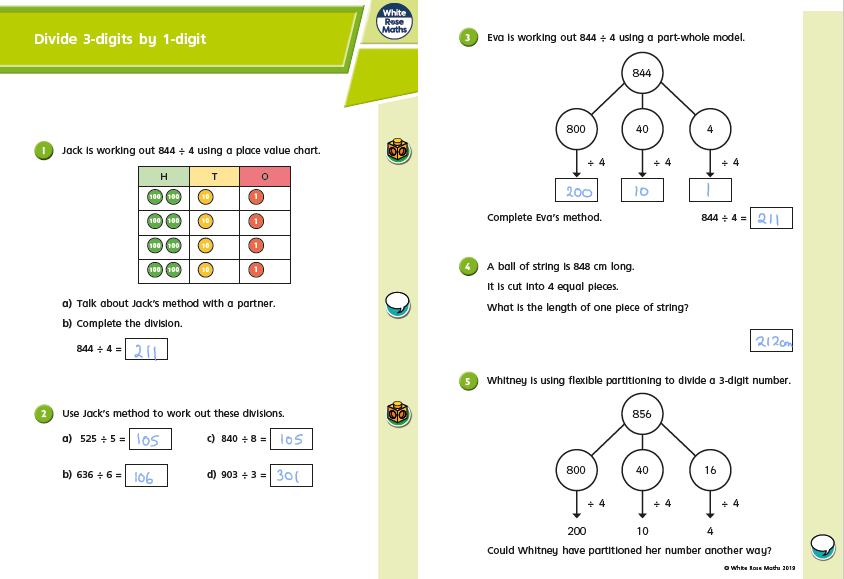 Divide 3-digits by 1-digit
White
Rose
Maths
1 Jack is working out 844 ÷ 4 using a place value chart.
H T O
100 100 10 1
100 100 10 1
100 100 10 1
100 100 10 1
a) Talk about Jack's method with a partner.
b) Complete the division.
844 ÷ 4 = 211
2 Use Jack's method to work out these divisions.
a) 525 ÷ 5 = 105 c) 840 ÷ 8 = 105
b) 636 ÷ 6 = 106 d) 903 ÷ 3 = 301
3 Eva is working out 844 ÷ 4 using a part-whole model.
844
800 40 4
÷ 4 ÷ 4 ÷ 4
200 10 1
Complete Eva's method. 844 ÷ 4 = 211
4 A ball of string is 848 cm long.
It is cut into 4 equal pieces.
What is the length of one piece of string?
212cm
5 Whitney is using flexible partitioning to divide a 3-digit number.
856
800 40 16
÷ 4 ÷ 4 ÷ 4
200 10 4
Could Whitney have partitioned her number another way?
© White Rose Maths 2019